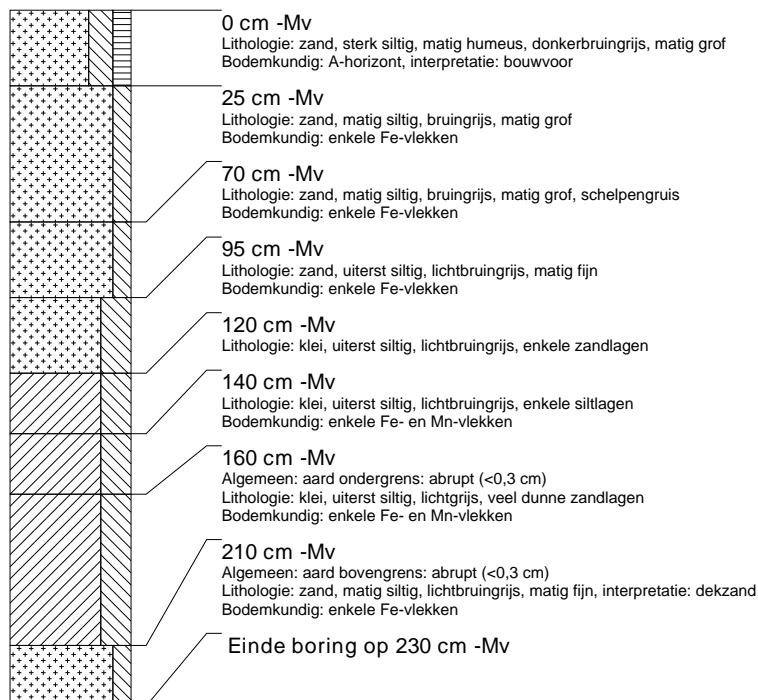 0 cm -Mv
Lithologie: zand, sterk siltig, matig humeus, donkerbruingrijs, matig grof
Bodemkundig: A-horizont, interpretatie: bouwvoor
25 cm -Mv
Lithologie: zand, matig siltig, bruingrijs, matig grof
Bodemkundig: enkele Fe-vlekken
70 cm -Mv
Lithologie: zand, matig siltig, bruingrijs, matig grof, schelpengruis
Bodemkundig: enkele Fe-vlekken
95 cm -Mv
Lithologie: zand, uiterst siltig, lichtbruingrijs, matig fijn
Bodemkundig: enkele Fe-vlekken
120 cm -Mv
Lithologie: klei, uiterst siltig, lichtbruingrijs, enkele zandlagen
140 cm -Mv
Lithologie: klei, uiterst siltig, lichtbruingrijs, enkele siltlagen
Bodemkundig: enkele Fe- en Mn-vlekken
160 cm -Mv
Algemeen: aard ondergrens: abrupt (<0,3 cm)
Lithologie: klei, uiterst siltig, lichtgrijs, veel dunne zandlagen
Bodemkundig: enkele Fe- en Mn-vlekken
210 cm -Mv
Algemeen: aard bovengrens: abrupt (<0,3 cm)
Lithologie: zand, matig siltig, lichtbruingrijs, matig fijn, interpretatie: dekzand
Bodemkundig: enkele Fe-vlekken
Einde boring op 230 cm -Mv